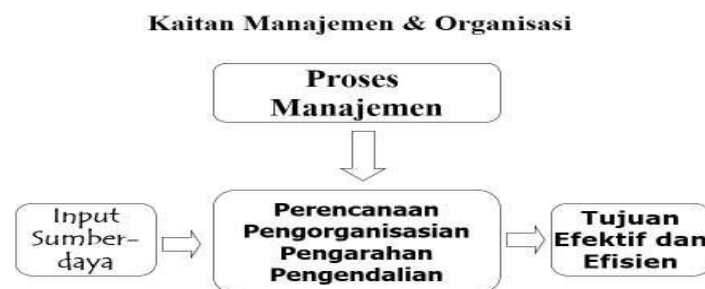 Kaitan Manajemen & Organisasi
Proses
Manajemen
Input
Sumber-
daya
Perencanaan
Pengorganisasian
Pengarahan
Pengendalian
Tujuan
Efektif dan
Efisien